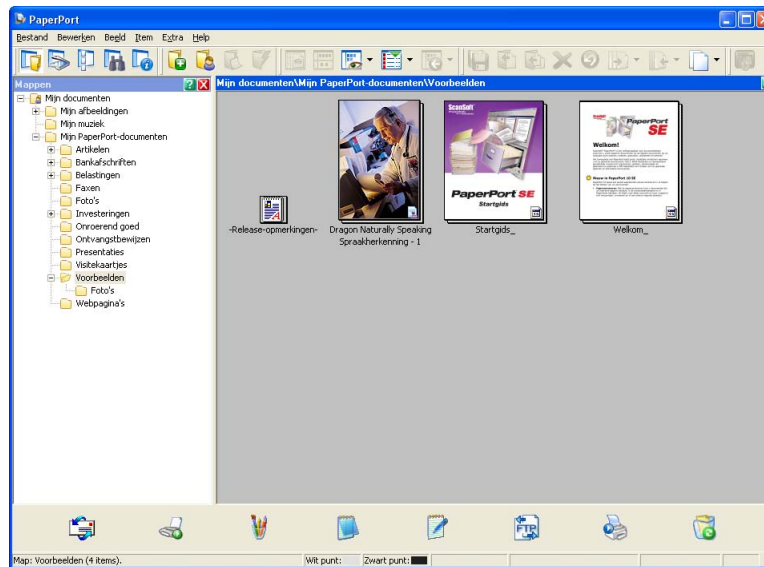 PaperPort
Bestand Bewerken Beeld Item Extra Help
Mappen
Mijn documenten\Mijn PaperPort-documenten\Voorbeelden
Mijn documenten
Mijn afbeeldingen
Mijn muziek
Mijn PaperPort-documenten
Artikelen
Bankafschriften
Belastingen
Faxen
Foto's
Investeringen
Onroerend goed
Ontvangstbewijzen
Presentaties
Visitekaartjes
Voorbeelden
Foto's
Webpagina's
ScanSoft
PaperPort SE
Startgids
PaperPort
SE
Welkom!
-Release-opmerkingen-
Dragon Naturally Speaking
Spraakherkenning - 1
Startgids_
Welkom_
FTP
Map: Voorbeelden (4 items).
Wit punt:
Zwart punt: